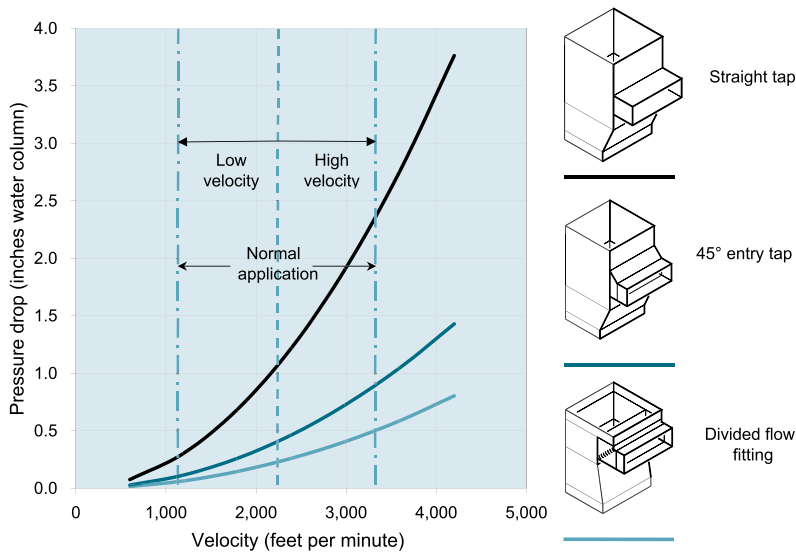 Pressure drop (inches water column)
4.0
3.5
3.0
2.5
2.0
1.5
1.0
0.5
0.0
Low
velocity
High
velocity
Normal
application
0
1,000
2,000
3,000
4,000
5,000
Velocity (feet per minute)
Straight tap
45° entry tap
Divided flow
fitting